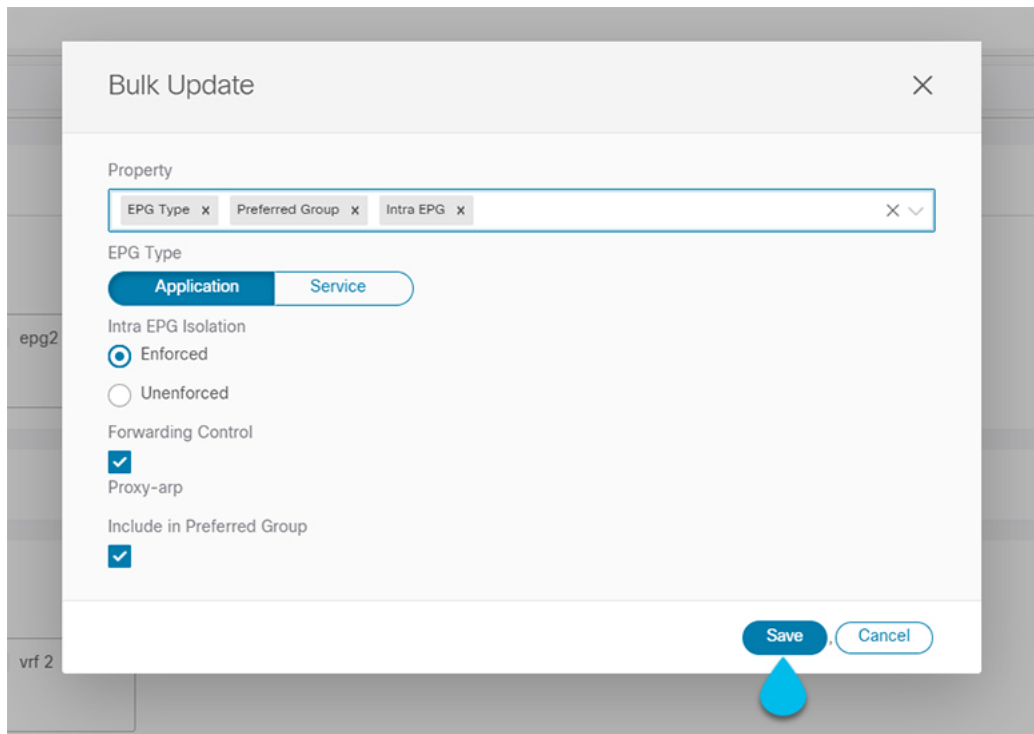 Bulk Update
Property
EPG Type x Preferred Group x Intra EPG x
EPG Type
Application Service
Intra EPG Isolation
epg2
Enforced
Unenforced
Forwarding Control
Proxy-arp
Include in Preferred Group
Save , Cancel
vrf 2